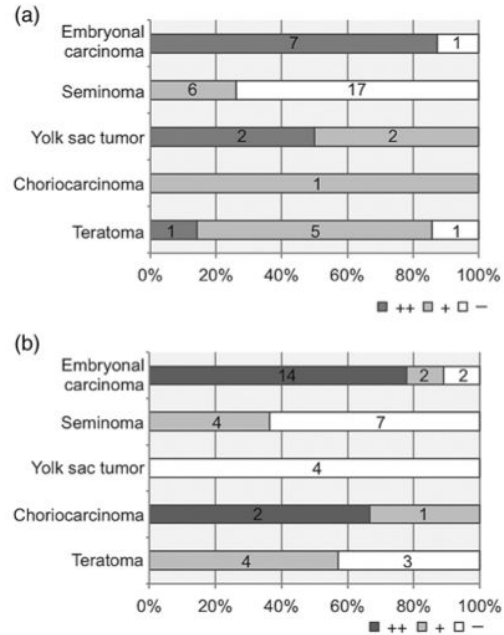 (a)
Embryonal
carcinoma
7 1
Seminoma
6 17
Yolk sac tumor
2 2
Choriocarcinoma
1
Teratoma
1 5 1
0% 20% 40% 60% 80% 100%
++ + −
(b)
Embryonal
carcinoma
14 2 2
Seminoma
4 7
Yolk sac tumor
4
Choriocarcinoma
2 1
Teratoma
4 3
0% 20% 40% 60% 80% 100%
++ + −